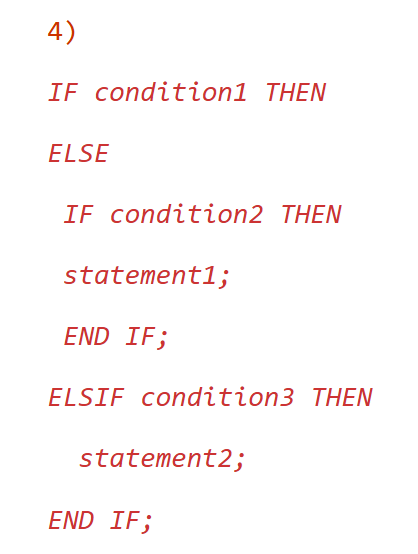 4)
IF condition1 THEN
ELSE
IF condition2 THEN
statement1;
END IF;
ELSIF condition3 THEN
statement2;
END IF;